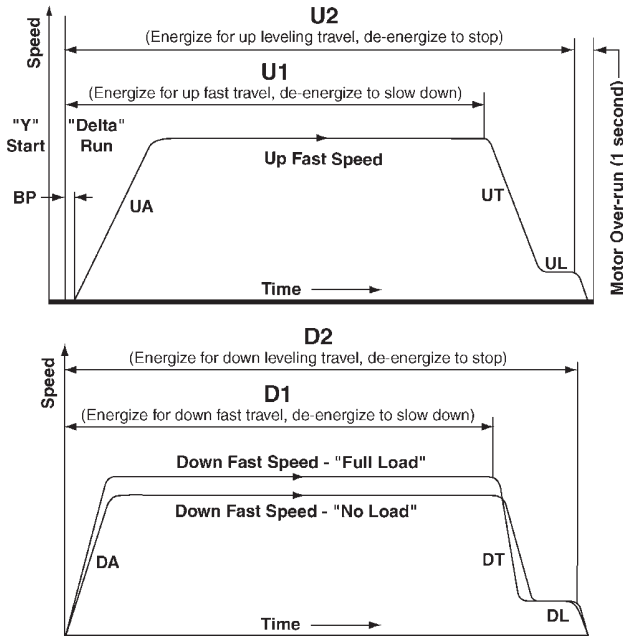 U2
(Energize for up leveling travel, de-energize to stop)
Speed
U1
(Energize for up fast travel, de-energize to slow down)
"Y"
Start
"Delta"
Run
Up Fast Speed
BP
UA
UT
UL
Time
Motor Over-run (1 second)
D2
(Energize for down leveling travel, de-energize to stop)
Speed
D1
(Energize for down fast travel, de-energize to slow down)
Down Fast Speed - "Full Load"
Down Fast Speed - "No Load"
DA
DT
DL
Time